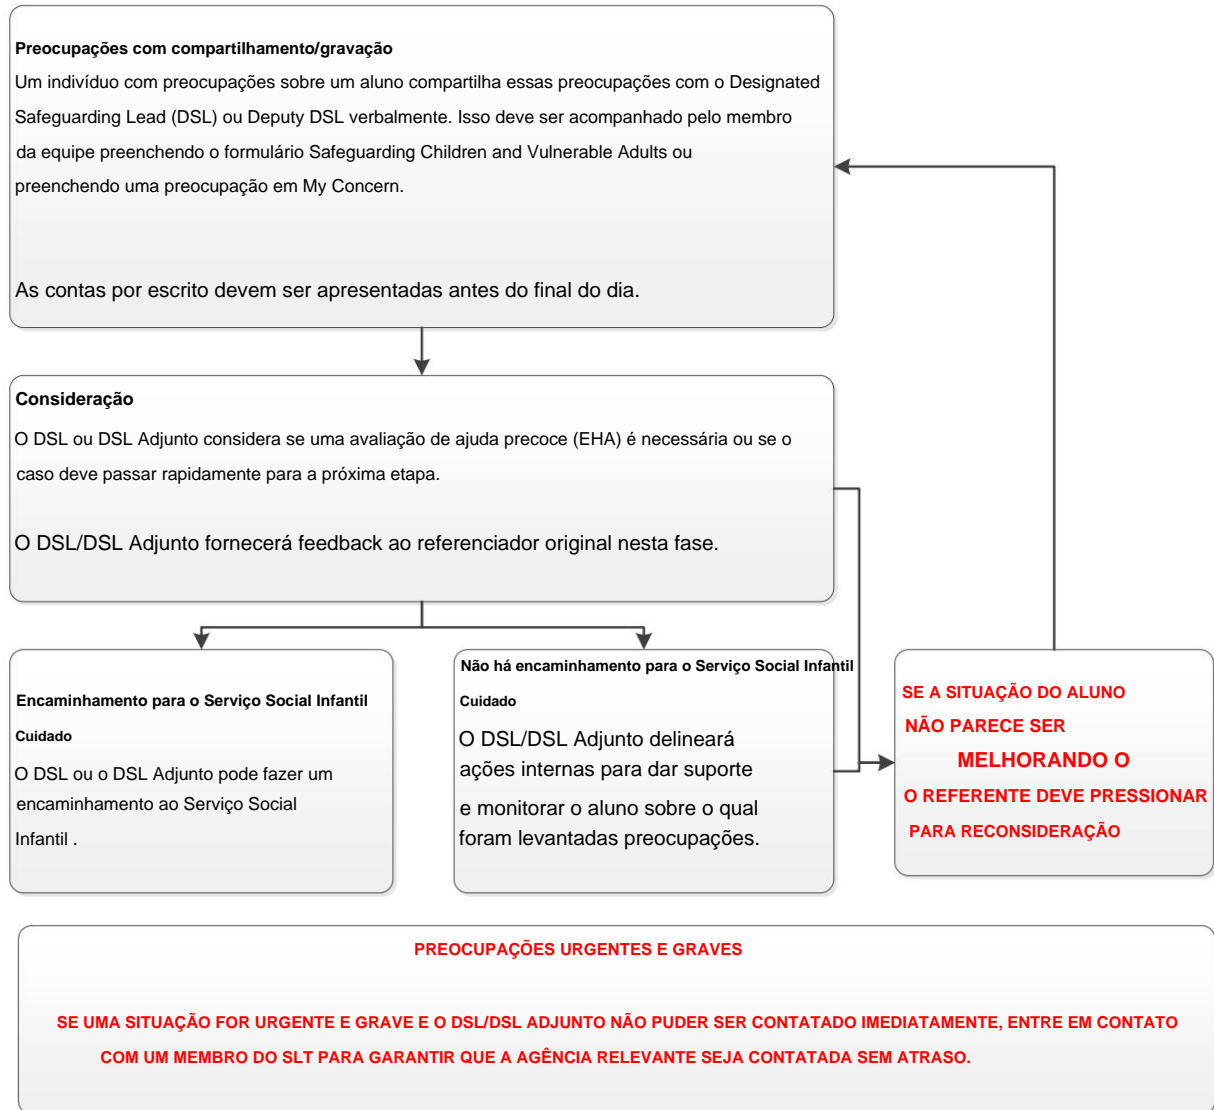 Preocupações com compartilhamento/gravação
Um indivíduo com preocupações sobre um aluno compartilha essas preocupações com o Designated
Safeguarding Lead (DSL) ou Deputy DSL verbalmente. Isso deve ser acompanhado pelo membro
da equipe preenchendo o formulário Safeguarding Children and Vulnerable Adults ou
preenchendo uma preocupação em My Concern.
As contas por escrito devem ser apresentadas antes do final do dia.
Consideração
O DSL ou DSL Adjunto considera se uma avaliação de ajuda precoce (EHA) é necessária ou se o
caso deve passar rapidamente para a próxima etapa.
O DSL/DSL Adjunto fornecerá feedback ao referenciador original nesta fase.
Encaminhamento para o Serviço Social Infantil
Cuidado
O DSL ou o DSL Adjunto pode fazer um
encaminhamento ao Serviço Social
Infantil .
Não há encaminhamento para o Serviço Social Infantil
Cuidado
O DSL/DSL Adjunto delineará
ações internas para dar suporte
e monitorar o aluno sobre o qual
foram levantadas preocupações.
SE A SITUAÇÃO DO ALUNO
NÃO PARECE SER
MELHORANDO O
O REFERENTE DEVE PRESSIONAR
PARA RECONSIDERAÇÃO
PREOCUPAÇÕES URGENTES E GRAVES
SE UMA SITUAÇÃO FOR URGENTE E GRAVE E O DSL/DSL ADJUNTO NÃO PUDER SER CONTATADO IMEDIATAMENTE, ENTRE EM CONTATO
COM UM MEMBRO DO SLT PARA GARANTIR QUE A AGÊNCIA RELEVANTE SEJA CONTATADA SEM ATRASO.